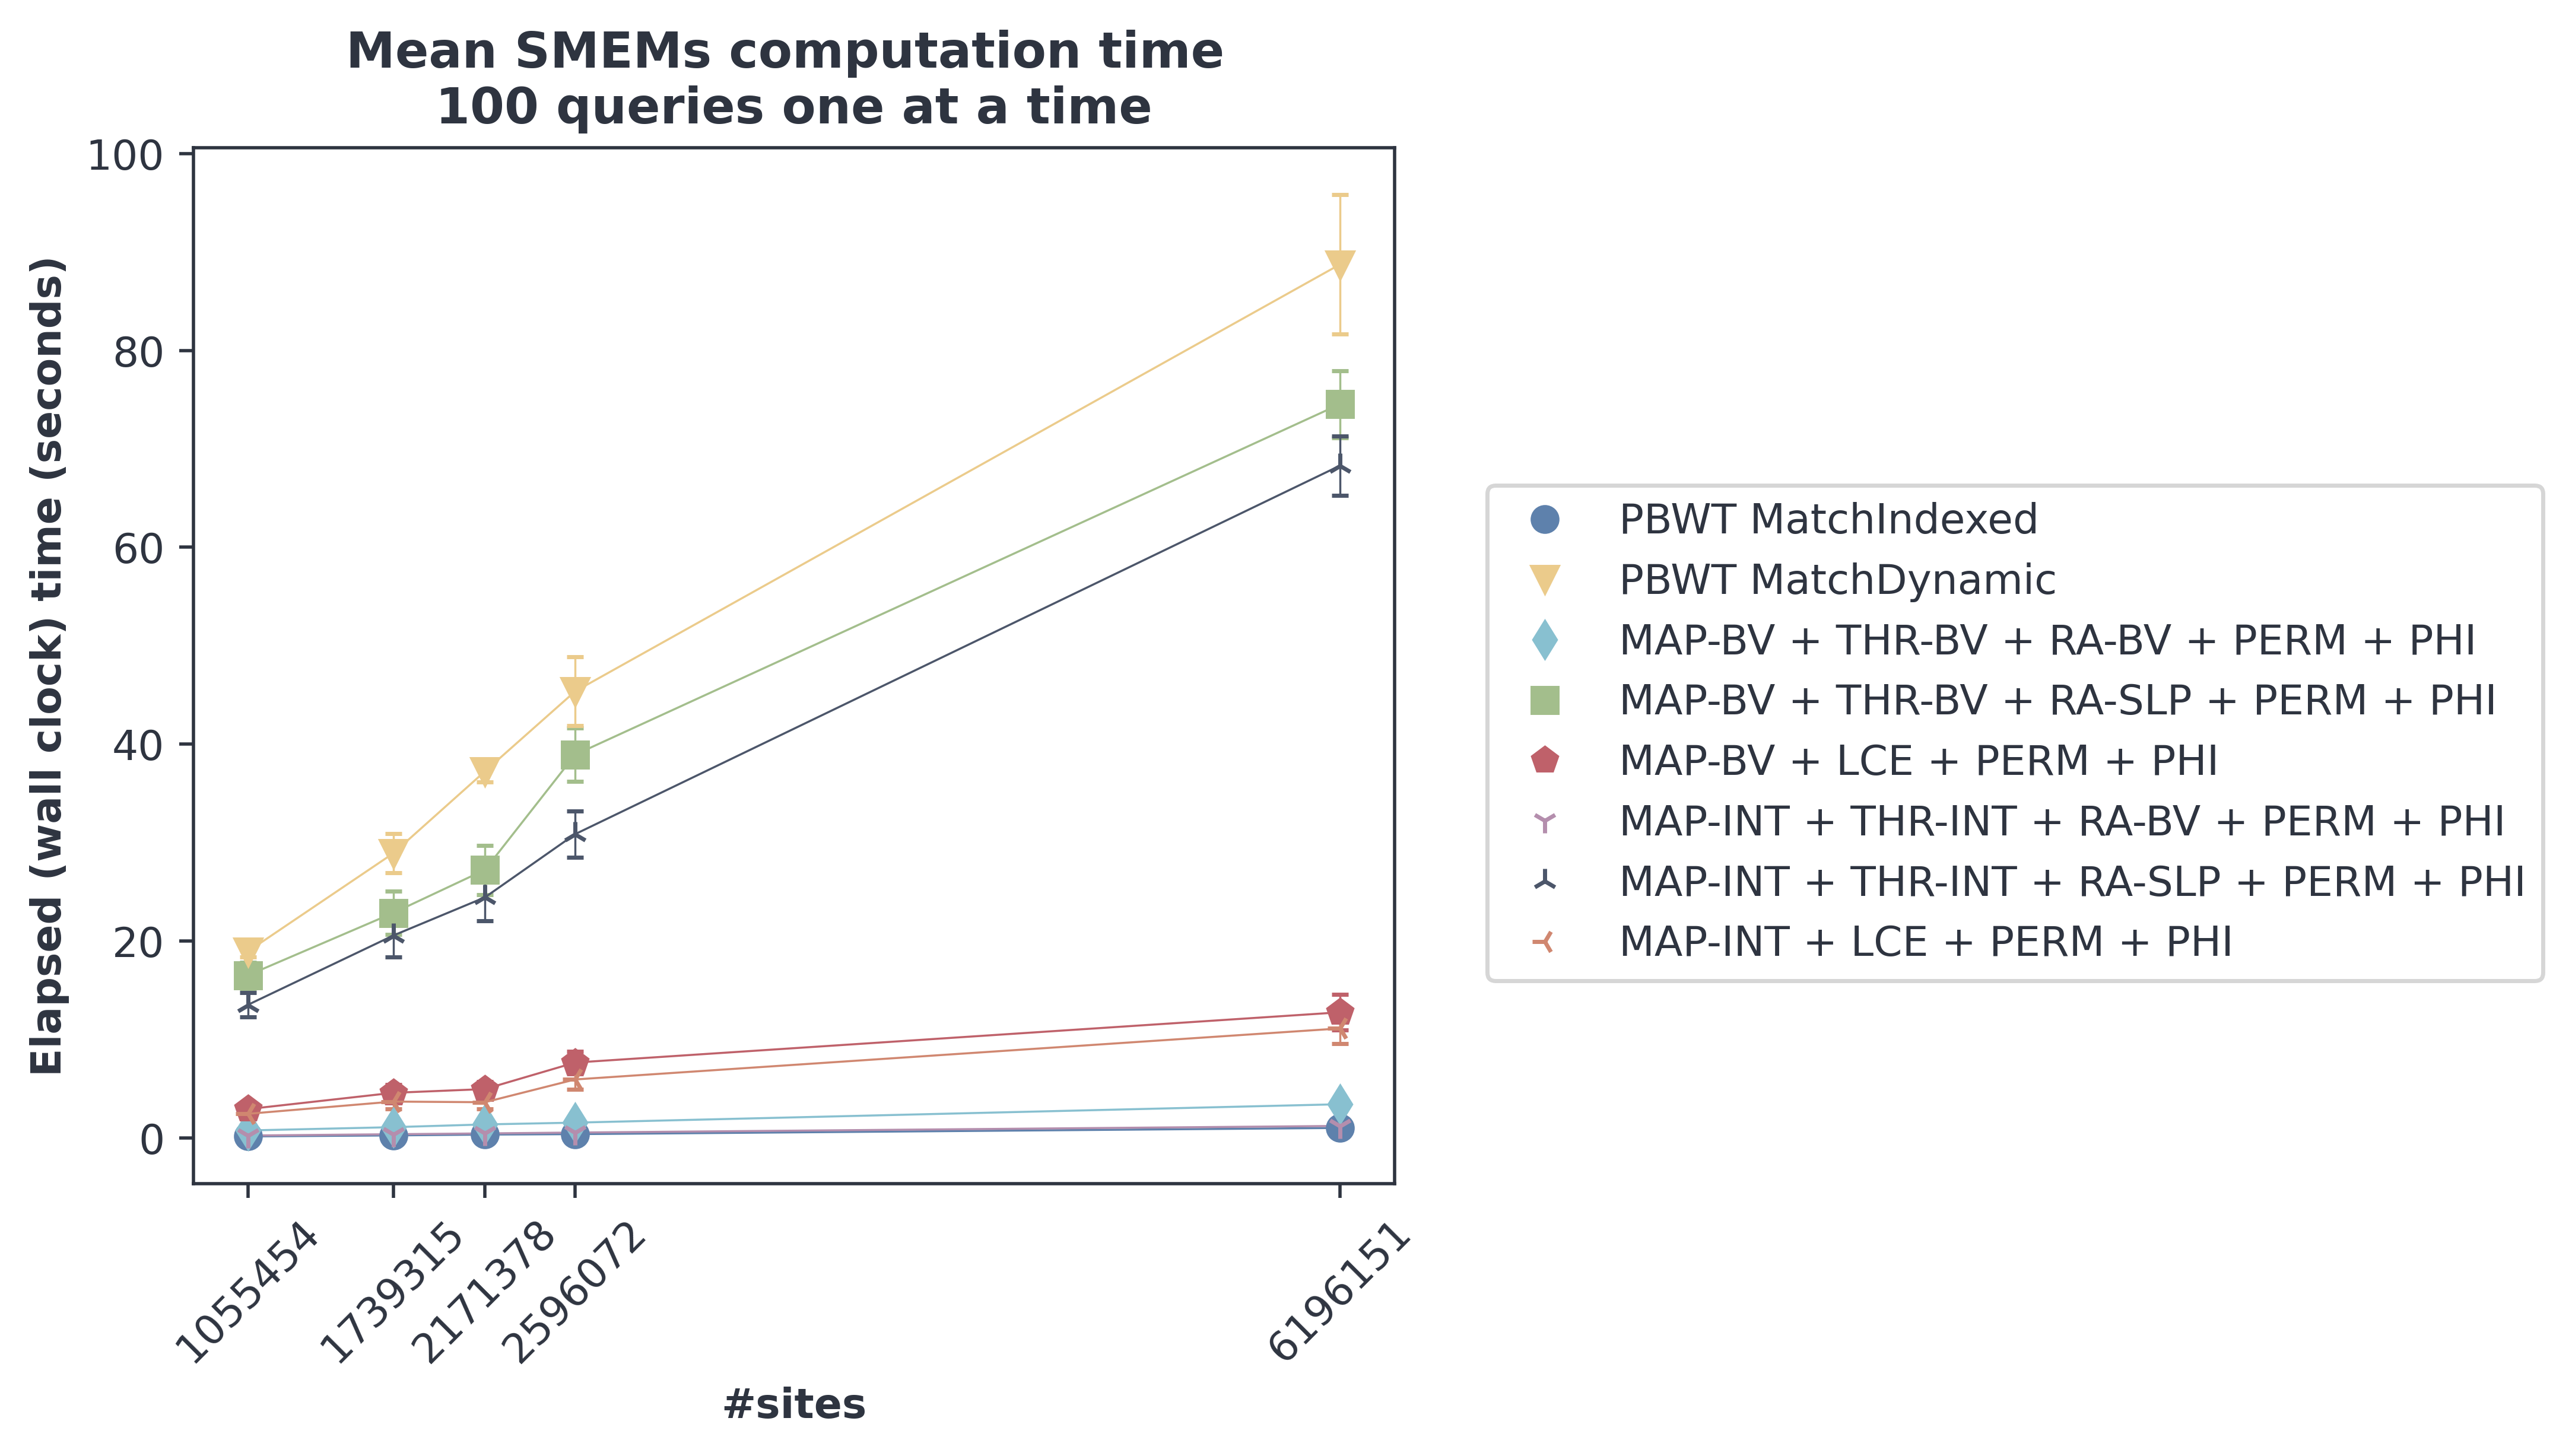 Mean SMEMs computation time
100 queries one at a time
Elapsed (wall clock) time (seconds)
100
80
60
40
20
0
1055454
1739315
2171378
2596072
6196151
#sites
PBWT MatchIndexed
PBWT MatchDynamic
MAP-BV + THR-BV + RA-BV + PERM + PHI
MAP-BV + THR-BV + RA-SLP + PERM + PHI
MAP-BV + LCE + PERM + PHI
MAP-INT + THR-INT + RA-BV + PERM + PHI
MAP-INT + THR-INT + RA-SLP + PERM + PHI
MAP-INT + LCE + PERM + PHI